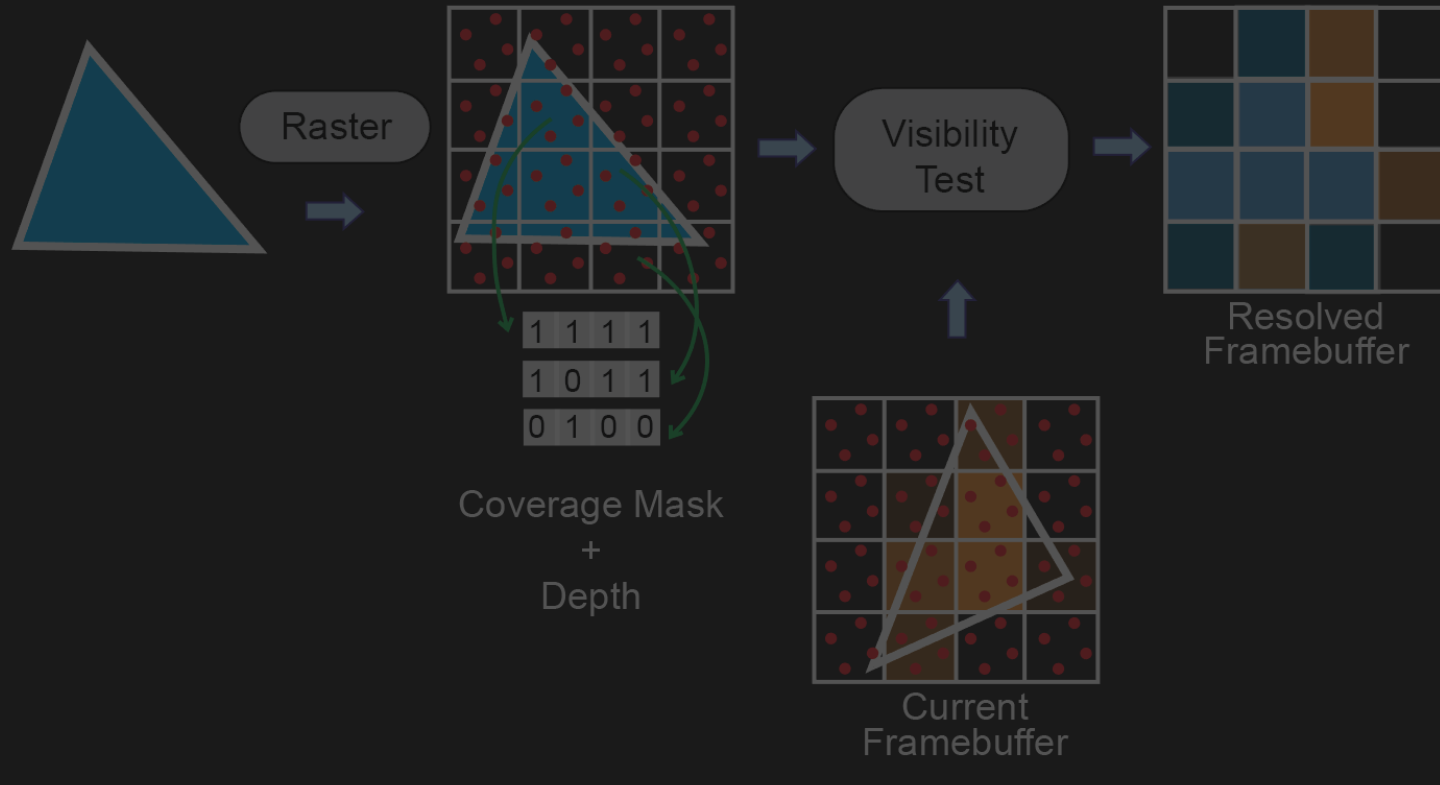 Raster
Visibility
Test
1 1 1 1
1 0 1 1
0 1 0 0
Coverage Mask
+
Depth
Resolved
Framebuffer
Current
Framebuffer